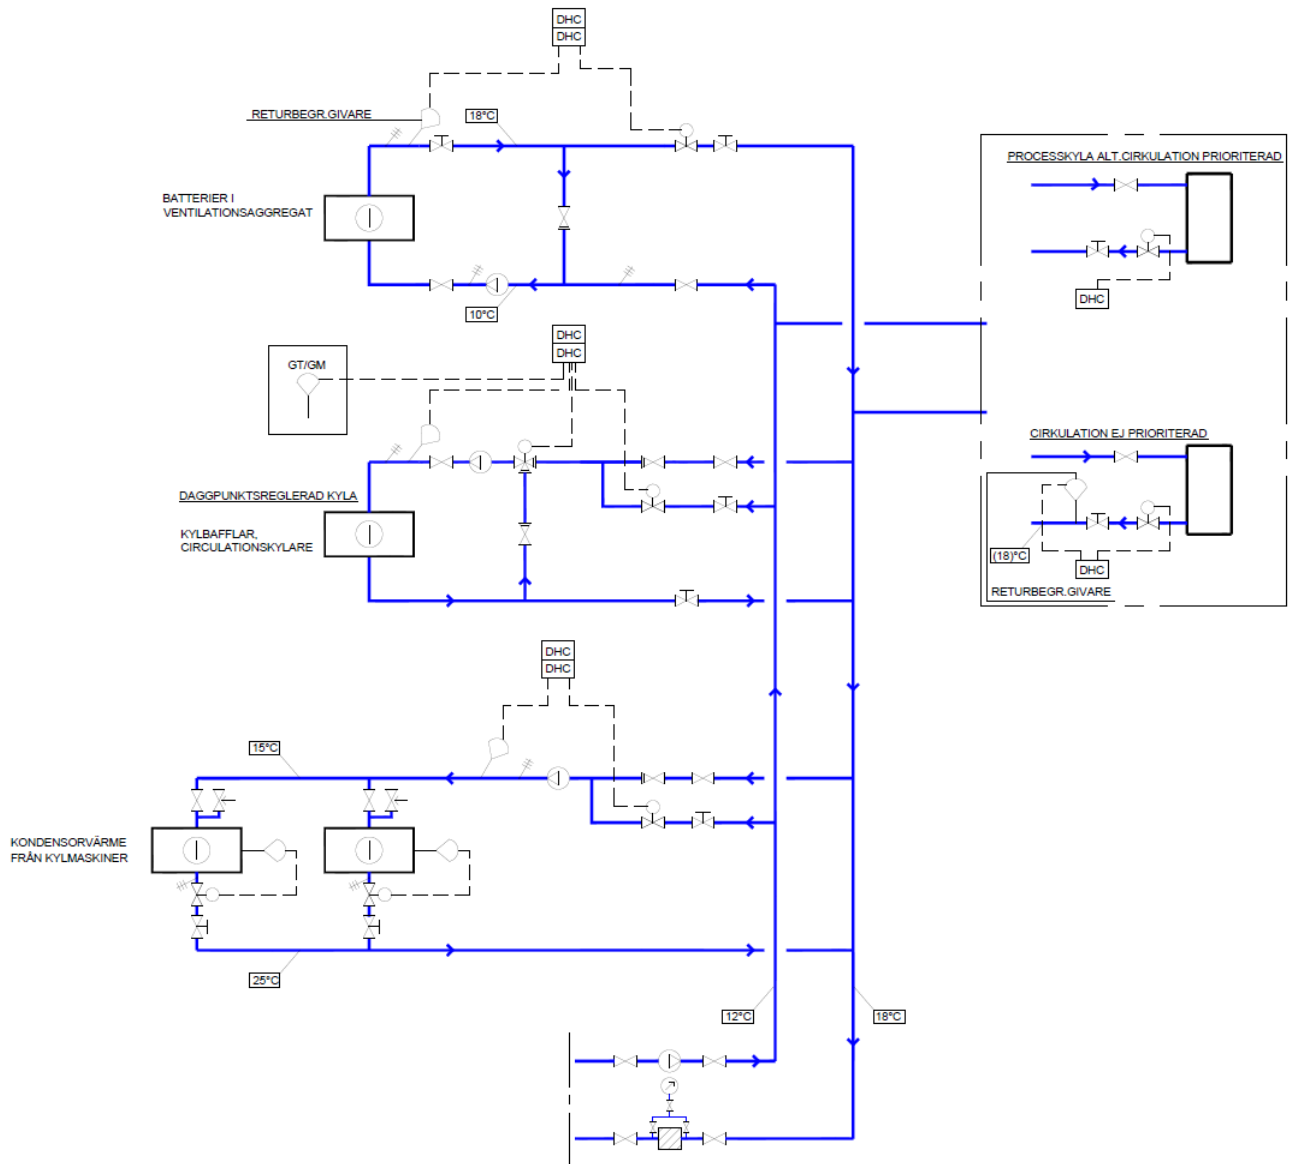 DHC
DHC
RETURBEGR.GIVARE
18°C
PROCESSKYLA ALT.CIRKULATION PRIORITERAD
BATTERIER I
VENTILATIONSAGGREGAT
DHC
10°C
DHC
DHC
GT/GM
CIRKULATION EJ PRIORITERAD
DAGGPUNKTSREGLERAD KYLA
KYLBAFFLAR,
CIRCULATIONSKYLARE
(18)°C
DHC
RETURBEGR.GIVARE
DHC
DHC
15°C
KONDENSORVÄRME
FRÅN KYLMASKINER
25°C
12°C
18°C